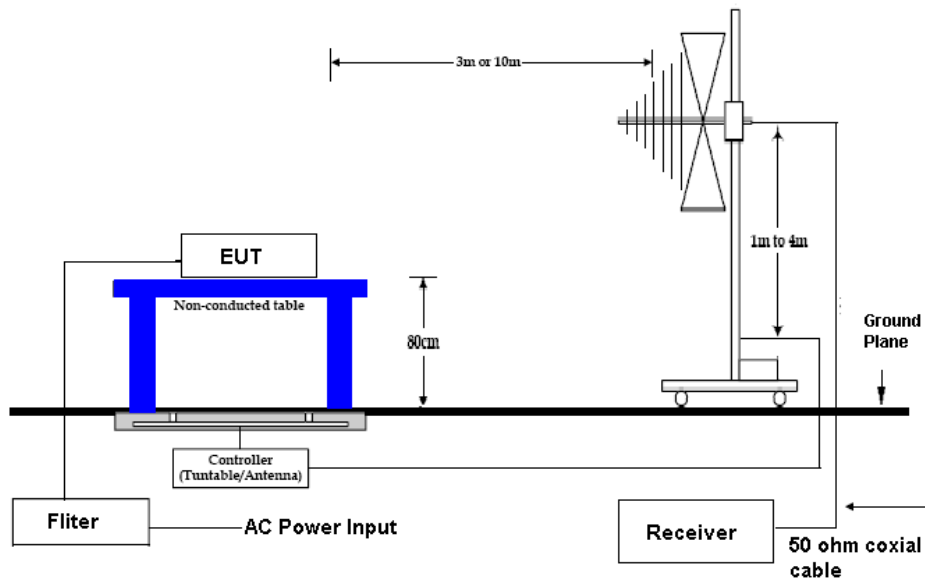 3m or 10m
1m to 4m
EUT
Non-conducted table
80cm
Ground
Plane
Controller
(Tuntable/Antenna)
Fliter
AC Power Input
Receiver
50 ohm coxial
cable